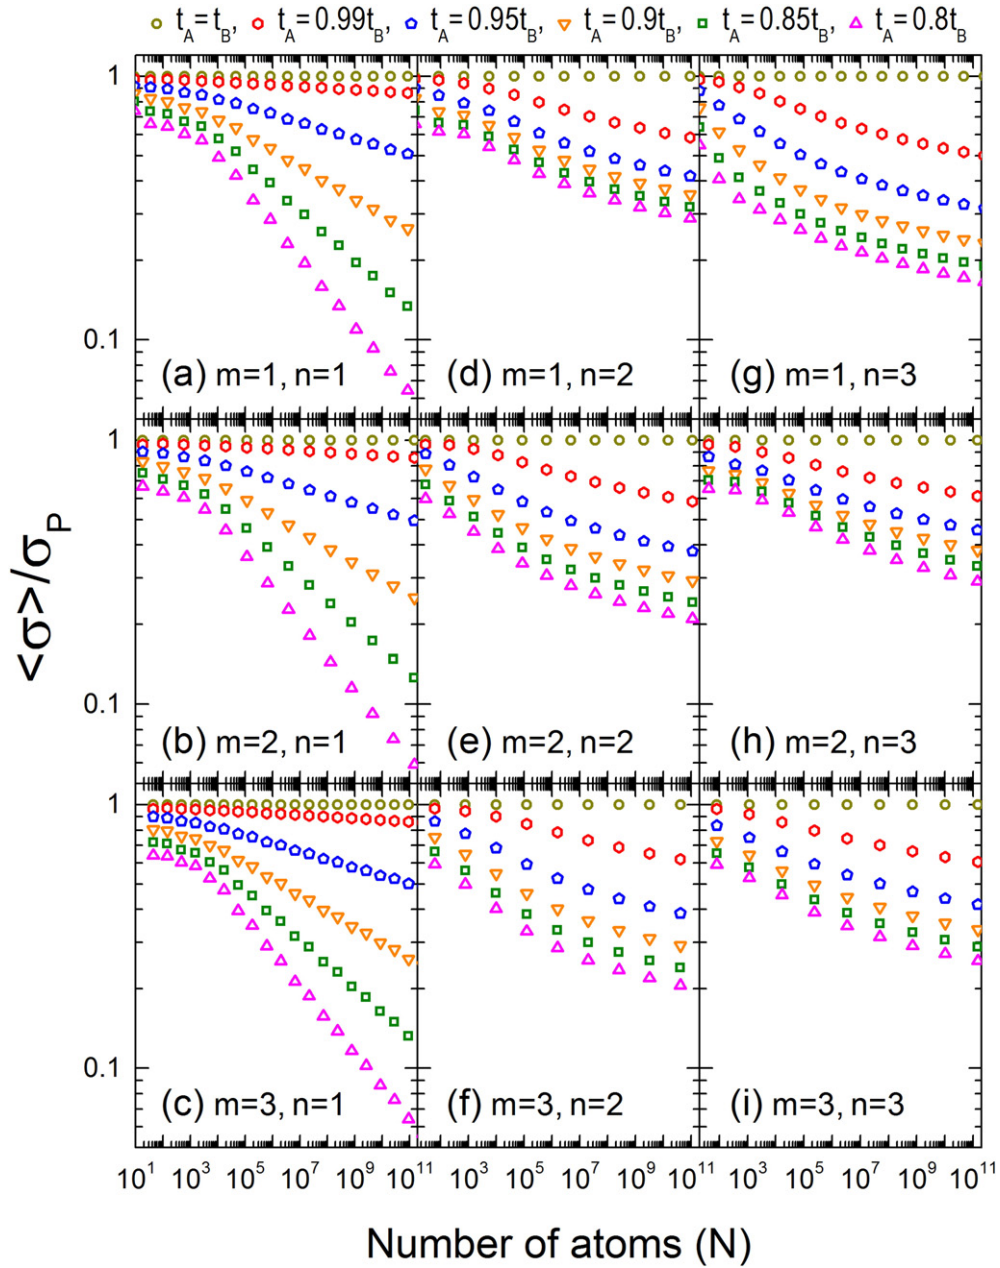 t_A=t_B, t_A=0.99t_B, t_A=0.95t_B, t_A=0.9t_B, t_A=0.85t_B, t_A=0.8t_B
1
0.1
(a) m=1, n=1
(d) m=1, n=2
(g) m=1, n=3
1
0.1
(b) m=2, n=1
(e) m=2, n=2
(h) m=2, n=3
<σ>/σ_P
1
0.1
(c) m=3, n=1
(f) m=3, n=2
(i) m=3, n=3
10^1 10^3 10^5 10^7 10^9 10^11 10^3 10^5 10^7 10^9 10^11 10^3 10^5 10^7 10^9 10^11
Number of atoms (N)